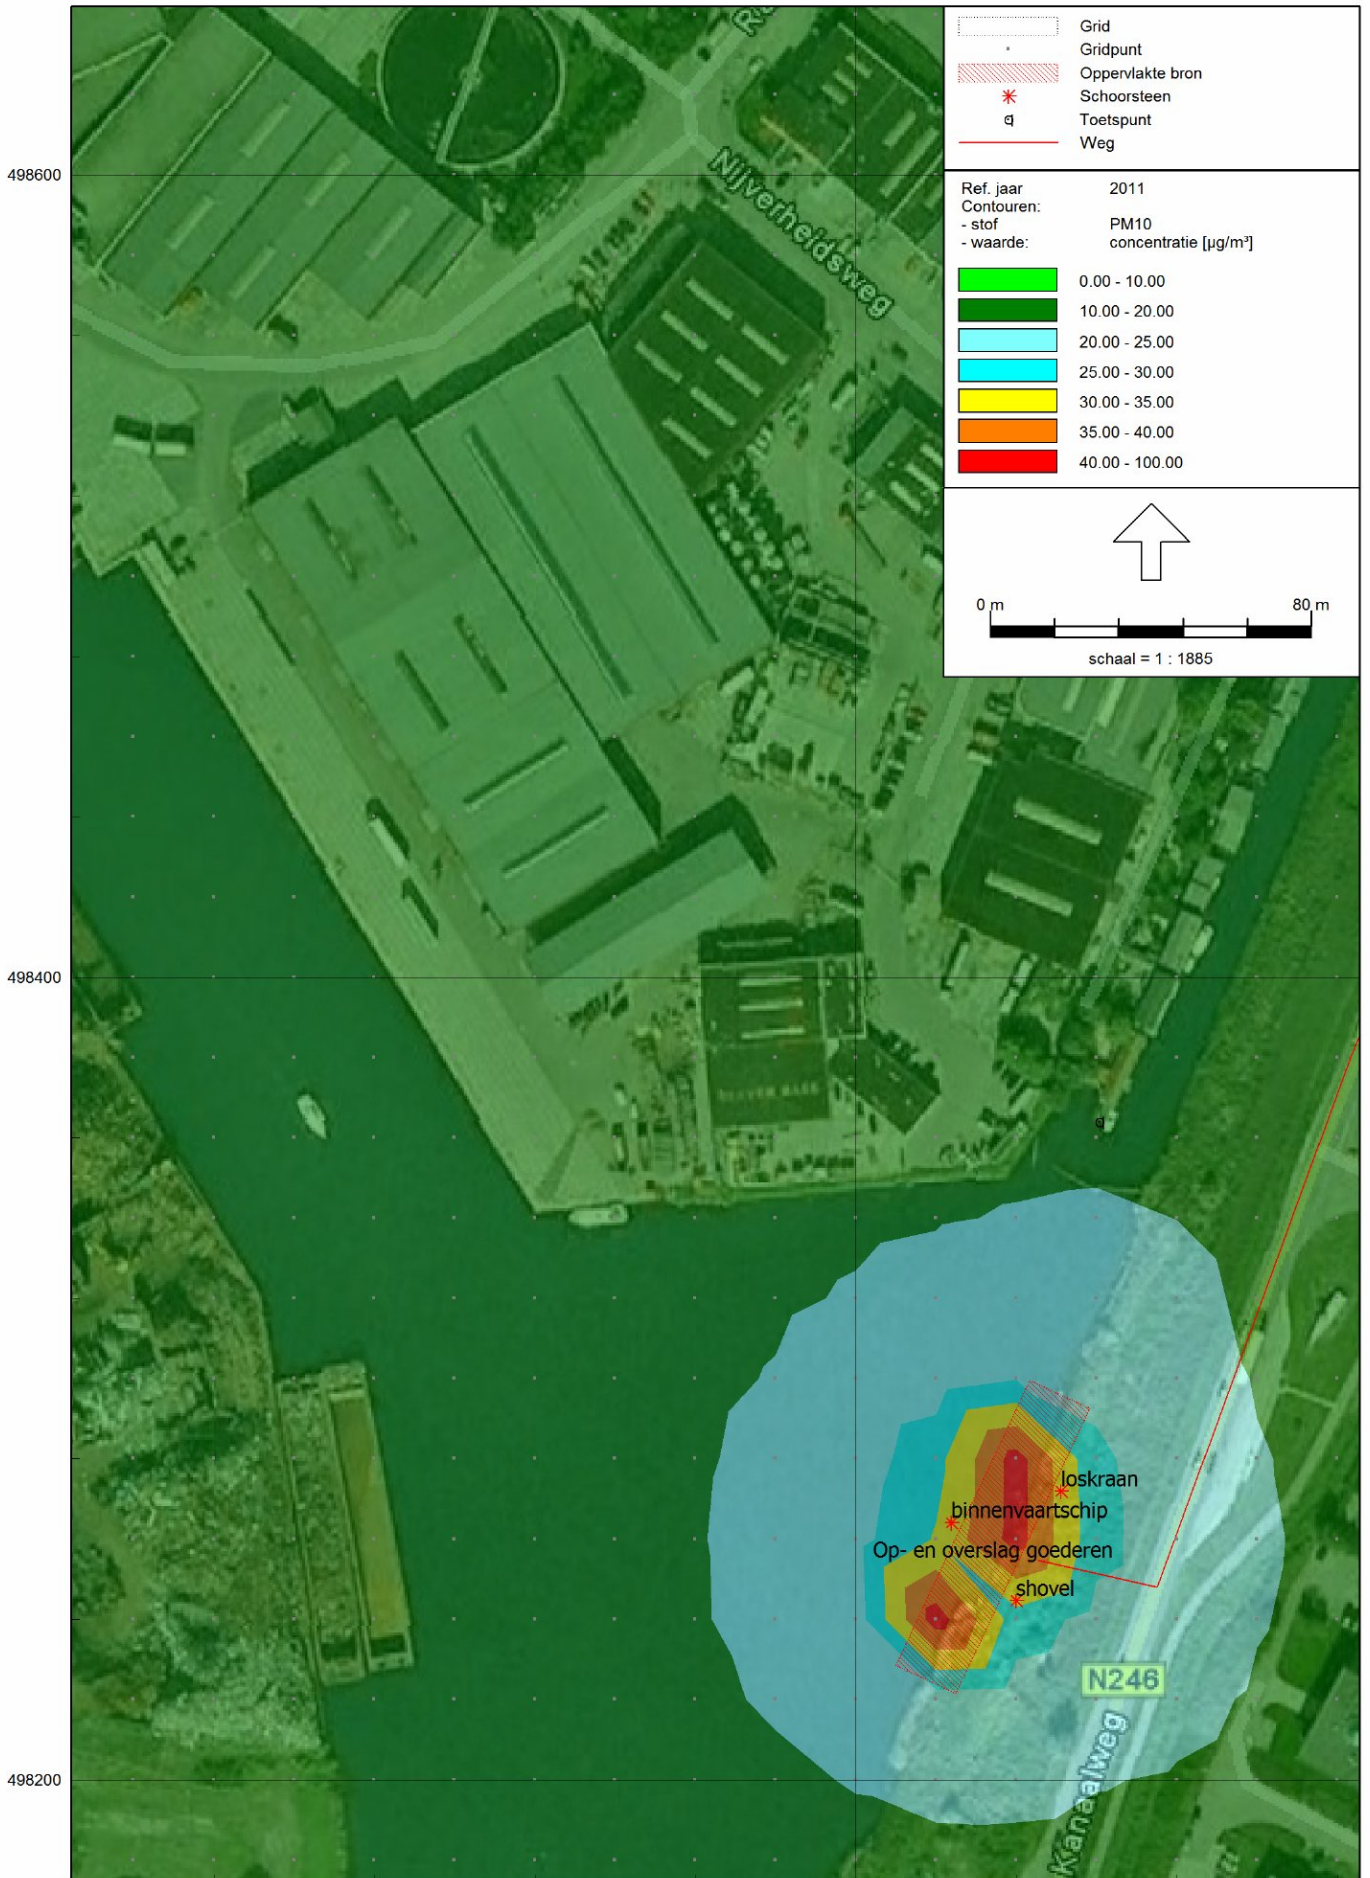 Grid
Gridpunt
Oppervlakte bron
Schoorsteen
Toetspunt
Weg
Ref. jaar 2011
Contouren:
- stof PM10
- waarde: concentratie [µg/m³]
0.00 - 10.00
10.00 - 20.00
20.00 - 25.00
25.00 - 30.00
30.00 - 35.00
35.00 - 40.00
40.00 - 100.00
0 m 80 m
schaal = 1 : 1885
498600
Nijverheidsweg
498400
loskraan
binnenvaartschip
Op- en overslag goederen
shovel
N246
Kanaalweg
498200